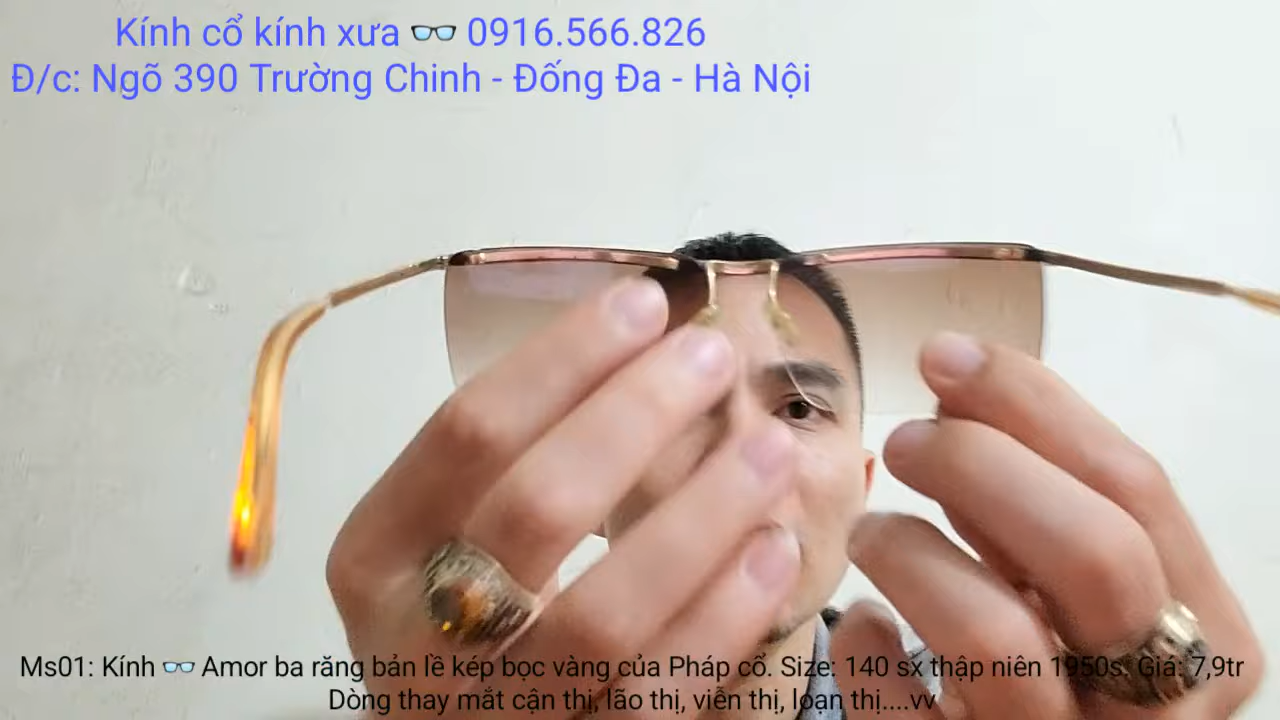 Kính cổ kính xưa 👓 0916.566.826
Đ/c: Ngõ 390 Trường Chinh - Đống Đa - Hà Nội
Ms01: Kính 👓 Amor ba răng bản lề kép bọc vàng của Pháp cổ. Size: 140 sx thập niên 1950s. Giá: 7,9tr
Dòng thay mắt cận thị, lão thị, viễn thị, loạn thị....vv